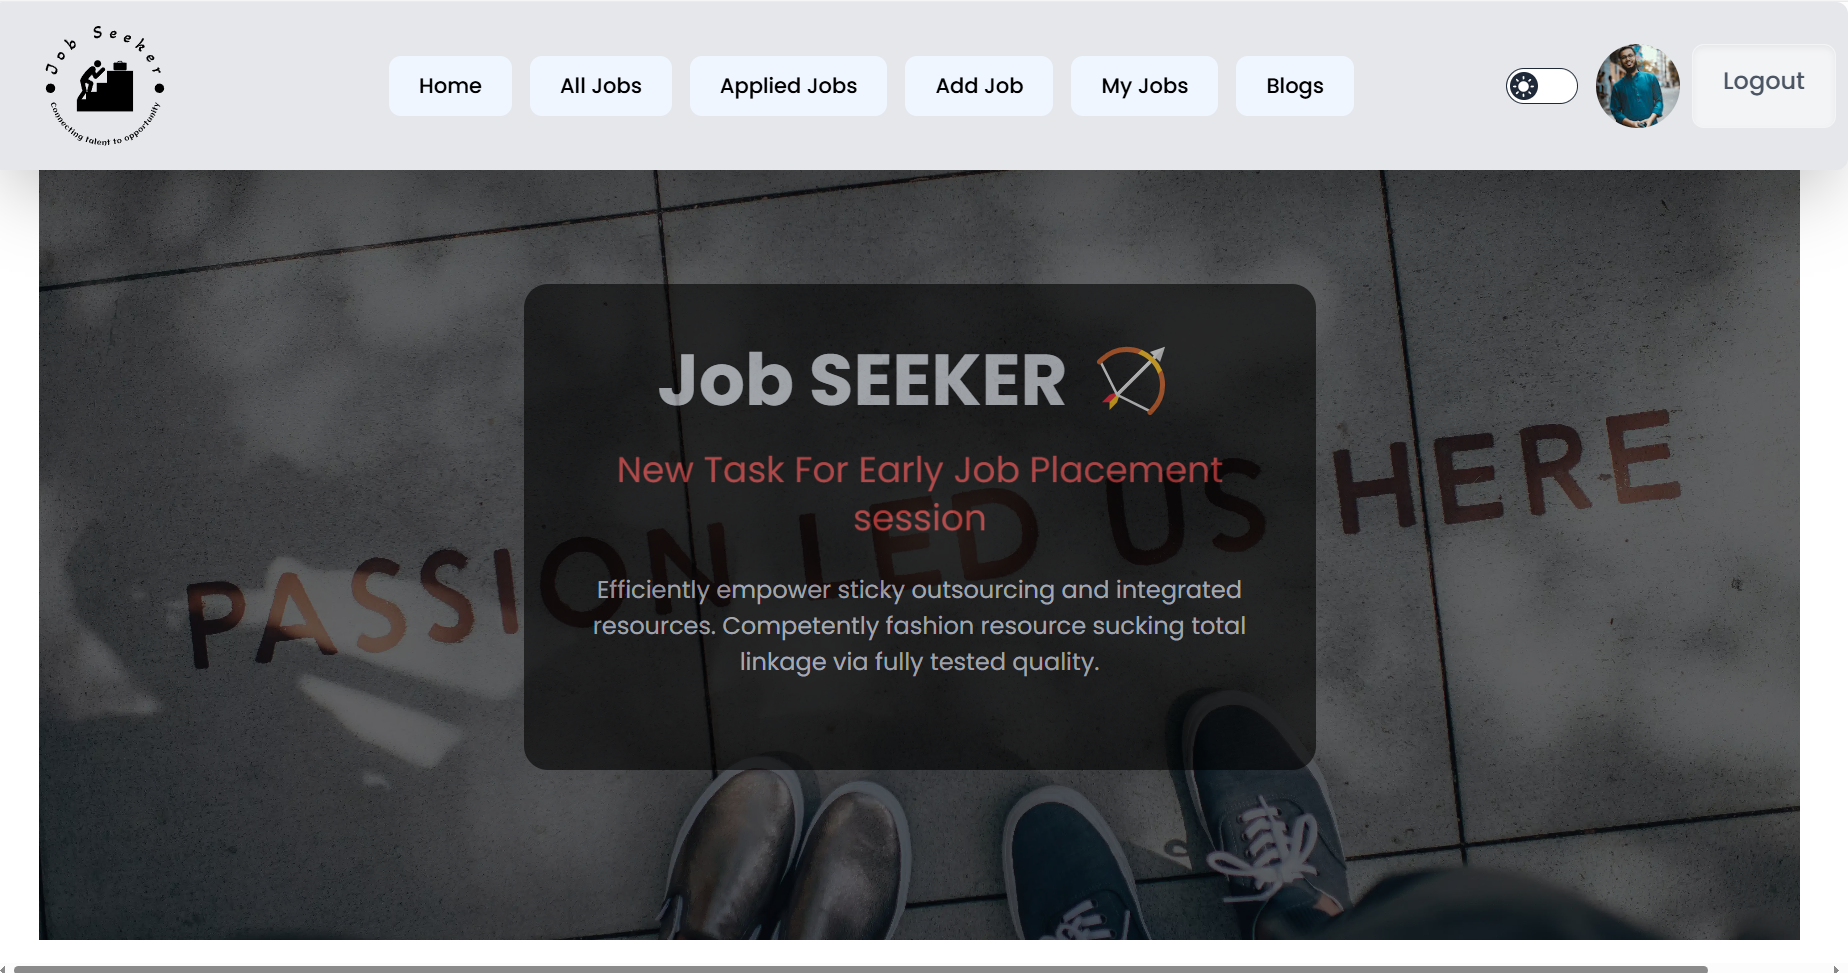 Job Seeker
Connecting talent to opportunity
Home
All Jobs
Applied Jobs
Add Job
My Jobs
Blogs
Logout
Job SEEKER
New Task For Early Job Placement
session
Efficiently empower sticky outsourcing and integrated
resources. Competently fashion resource sucking total
linkage via fully tested quality.
PASSION LED US HERE